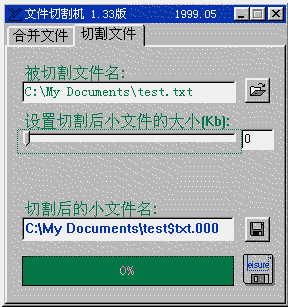 文件切割机 1.33版 1999.05
合并文件 切割文件
被切割文件名:
C:\My Documents\test.txt
设置切割后小文件的大小(Kb):
0
切割后的小文件名:
C:\My Documents\test$txt.000
0%
eisure